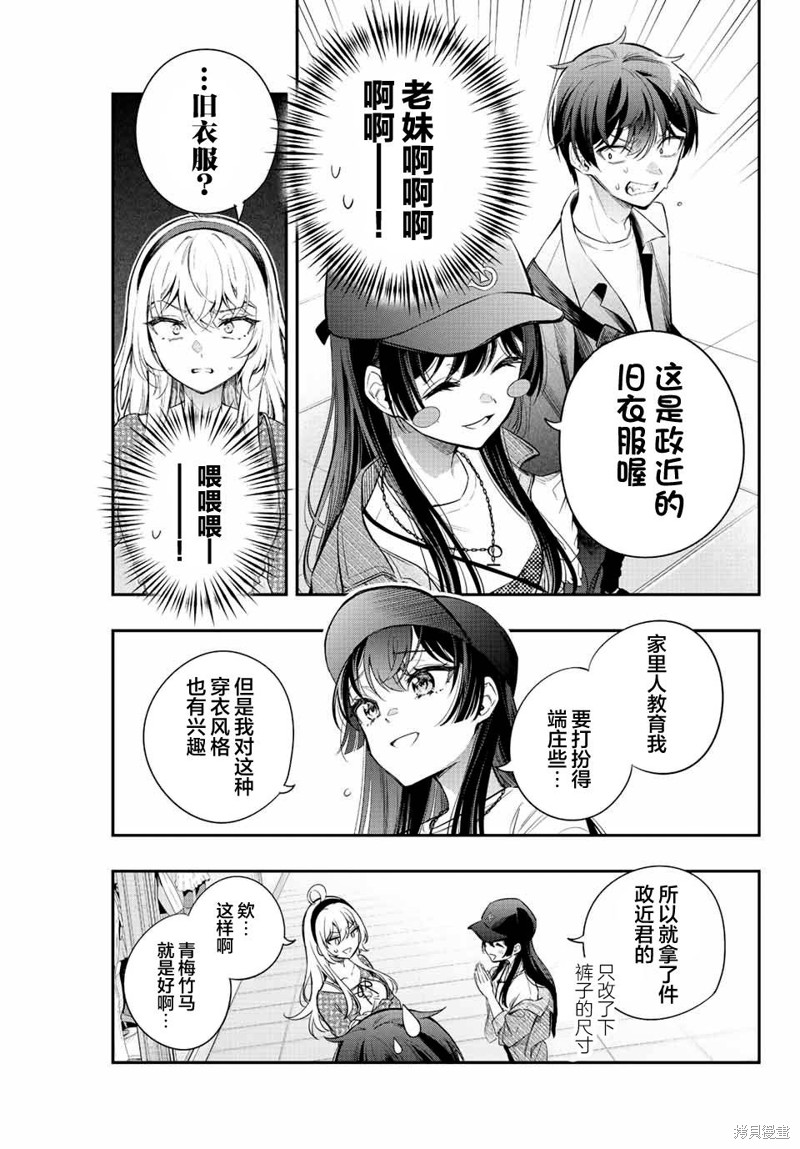 这是政近的
旧衣服喔
老妹啊啊啊
啊啊——！
…旧衣服？
喂喂喂—
——！
家里人教育我
要打扮得
端庄些…
但是我对这种
穿衣风格
也有兴趣
所以就拿了件
政近君的
只改了下
裤子的尺寸
欸…
这样啊
青梅竹马
就是好啊…
拷貝漫畫